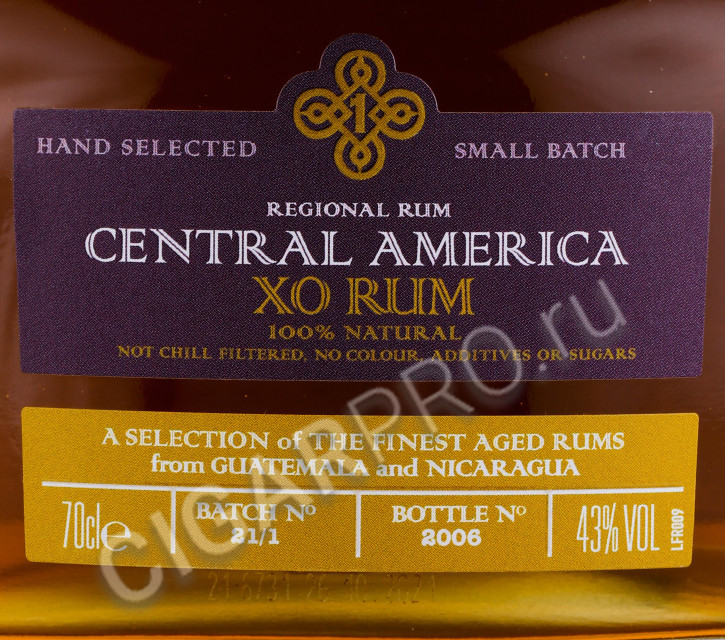 1
HAND SELECTED
SMALL BATCH
REGIONAL RUM
CENTRAL AMERICA
XO RUM
100% NATURAL
NOT CHILL FILTERED, NO COLOUR, ADDITIVES OR SUGARS
A SELECTION of THE FINEST AGED RUMS
from GUATEMALA and NICARAGUA
70cl e
BATCH Nº
21/1
BOTTLE Nº
2006
43% VOL
LFR009
CIGARPRO.ru